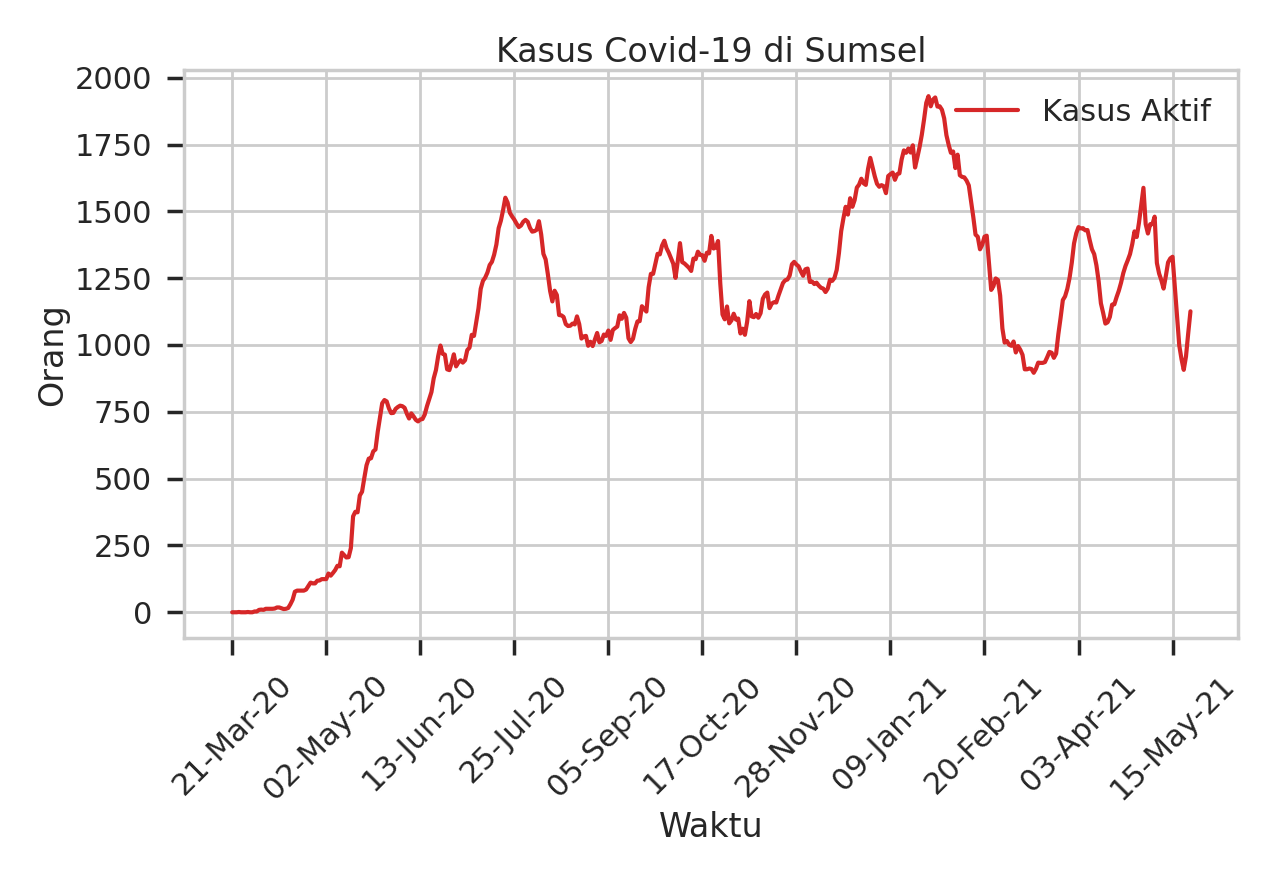 Kasus Covid-19 di Sumsel
Kasus Aktif
2000
1750
1500
1250
1000
750
500
250
0
Orang
21-Mar-20
02-May-20
13-Jun-20
25-Jul-20
05-Sep-20
17-Oct-20
28-Nov-20
09-Jan-21
20-Feb-21
03-Apr-21
15-May-21
Waktu